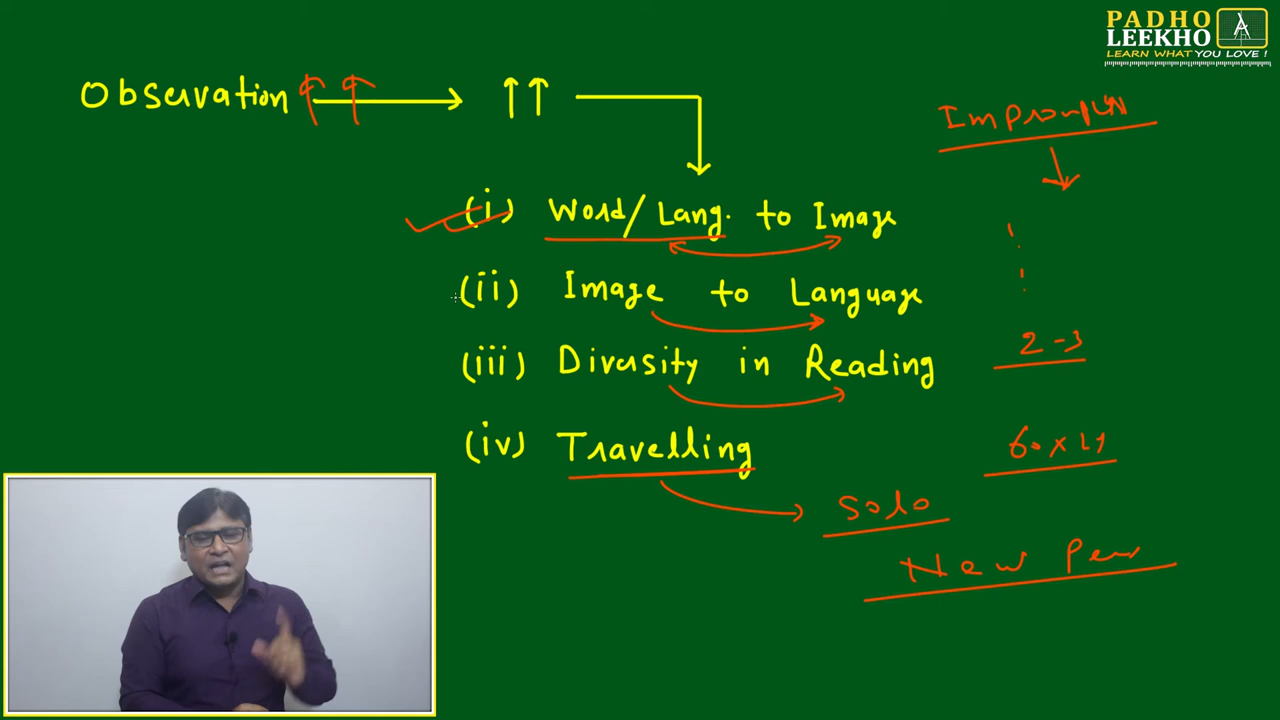 PADHO
LEEKHO
LEARN WHAT YOU LOVE !
Observation ↑↑ → ↑↑
(i) Word/Lang. to Image
(ii) Image to Language
(iii) Diversity in Reading
(iv) Travelling
2-3
Solo
New